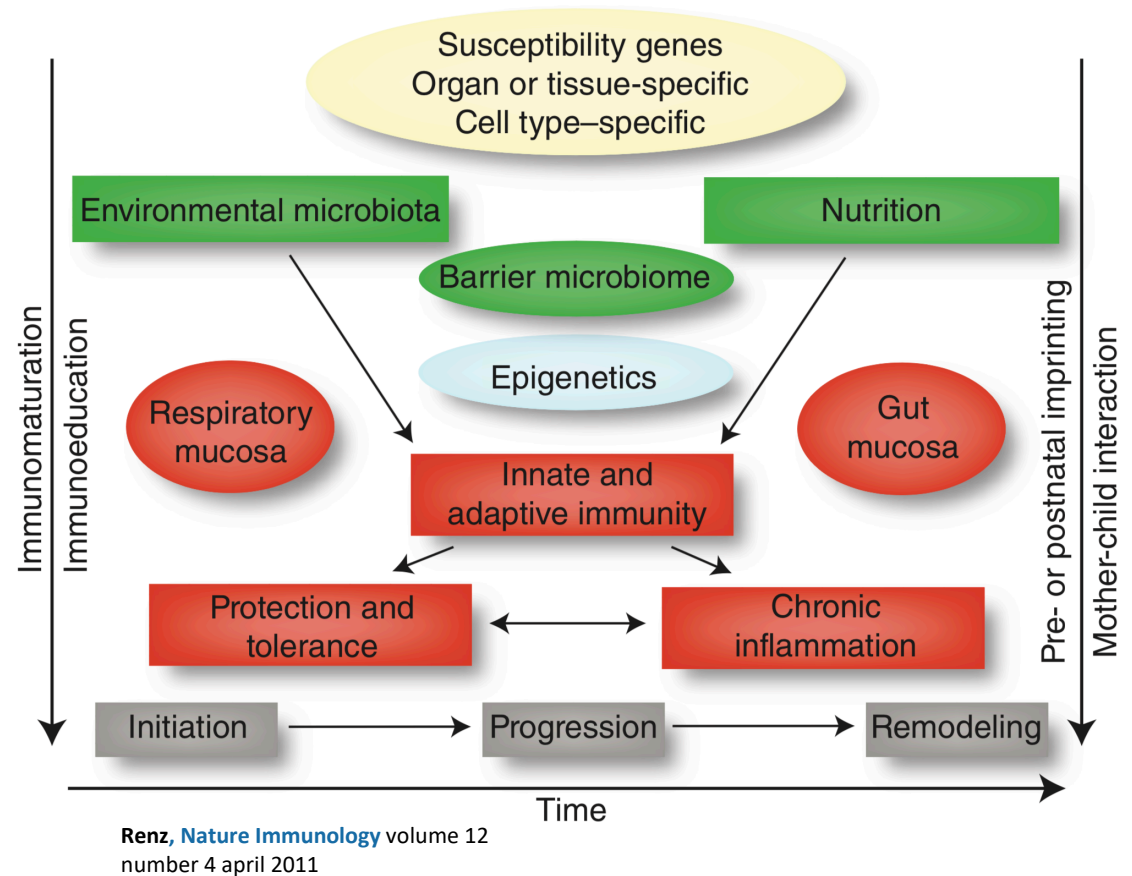 Susceptibility genes
Organ or tissue-specific
Cell type–specific
Environmental microbiota
Nutrition
Barrier microbiome
Epigenetics
Respiratory
mucosa
Gut
mucosa
Innate and
adaptive immunity
Protection and
tolerance
Chronic
inflammation
Immunomaturation
Immunoeducation
Pre- or postnatal imprinting
Mother-child interaction
Initiation
Progression
Remodeling
Time
Renz, Nature Immunology volume 12
number 4 april 2011